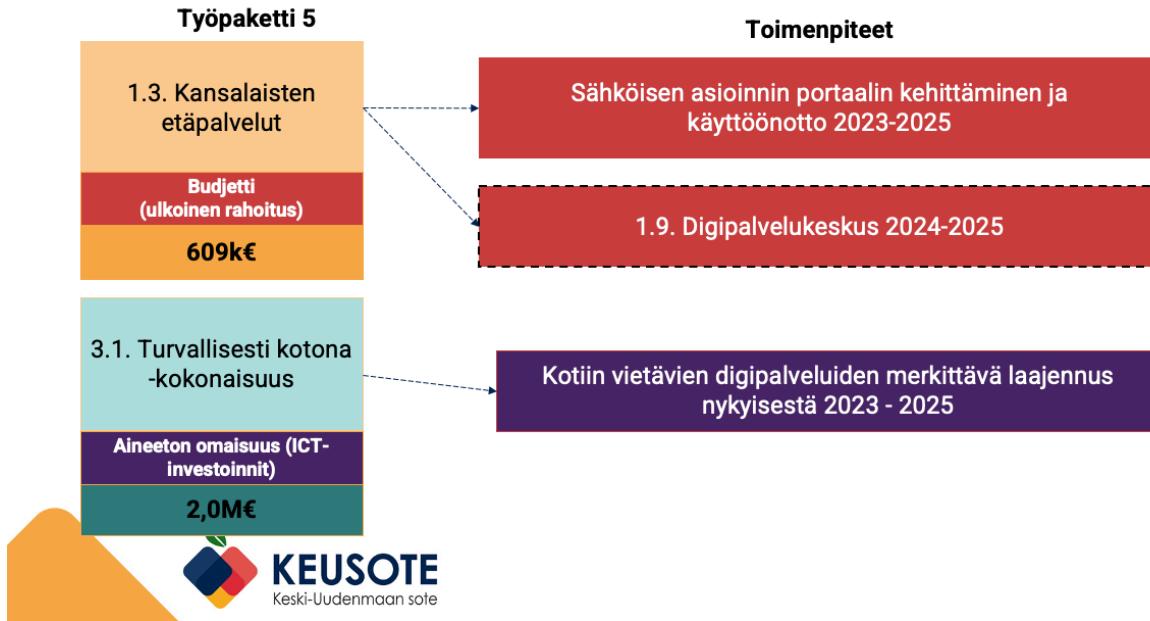 Työpaketti 5
Toimenpiteet
1.3. Kansalaisten
etäpalvelut
Budjetti
(ulkoinen rahoitus)
609k€
Sähköisen asioinnin portaalin kehittäminen ja
käyttöönotto 2023-2025
1.9. Digipalvelukeskus 2024-2025
3.1. Turvallisesti kotona
-kokonaisuus
Aineeton omaisuus (ICT-
investoinnit)
2,0M€
Kotiin vietävien digipalveluiden merkittävä laajennus
nykyisestä 2023 - 2025
KEUSOTE
Keski-Uudenmaan sote